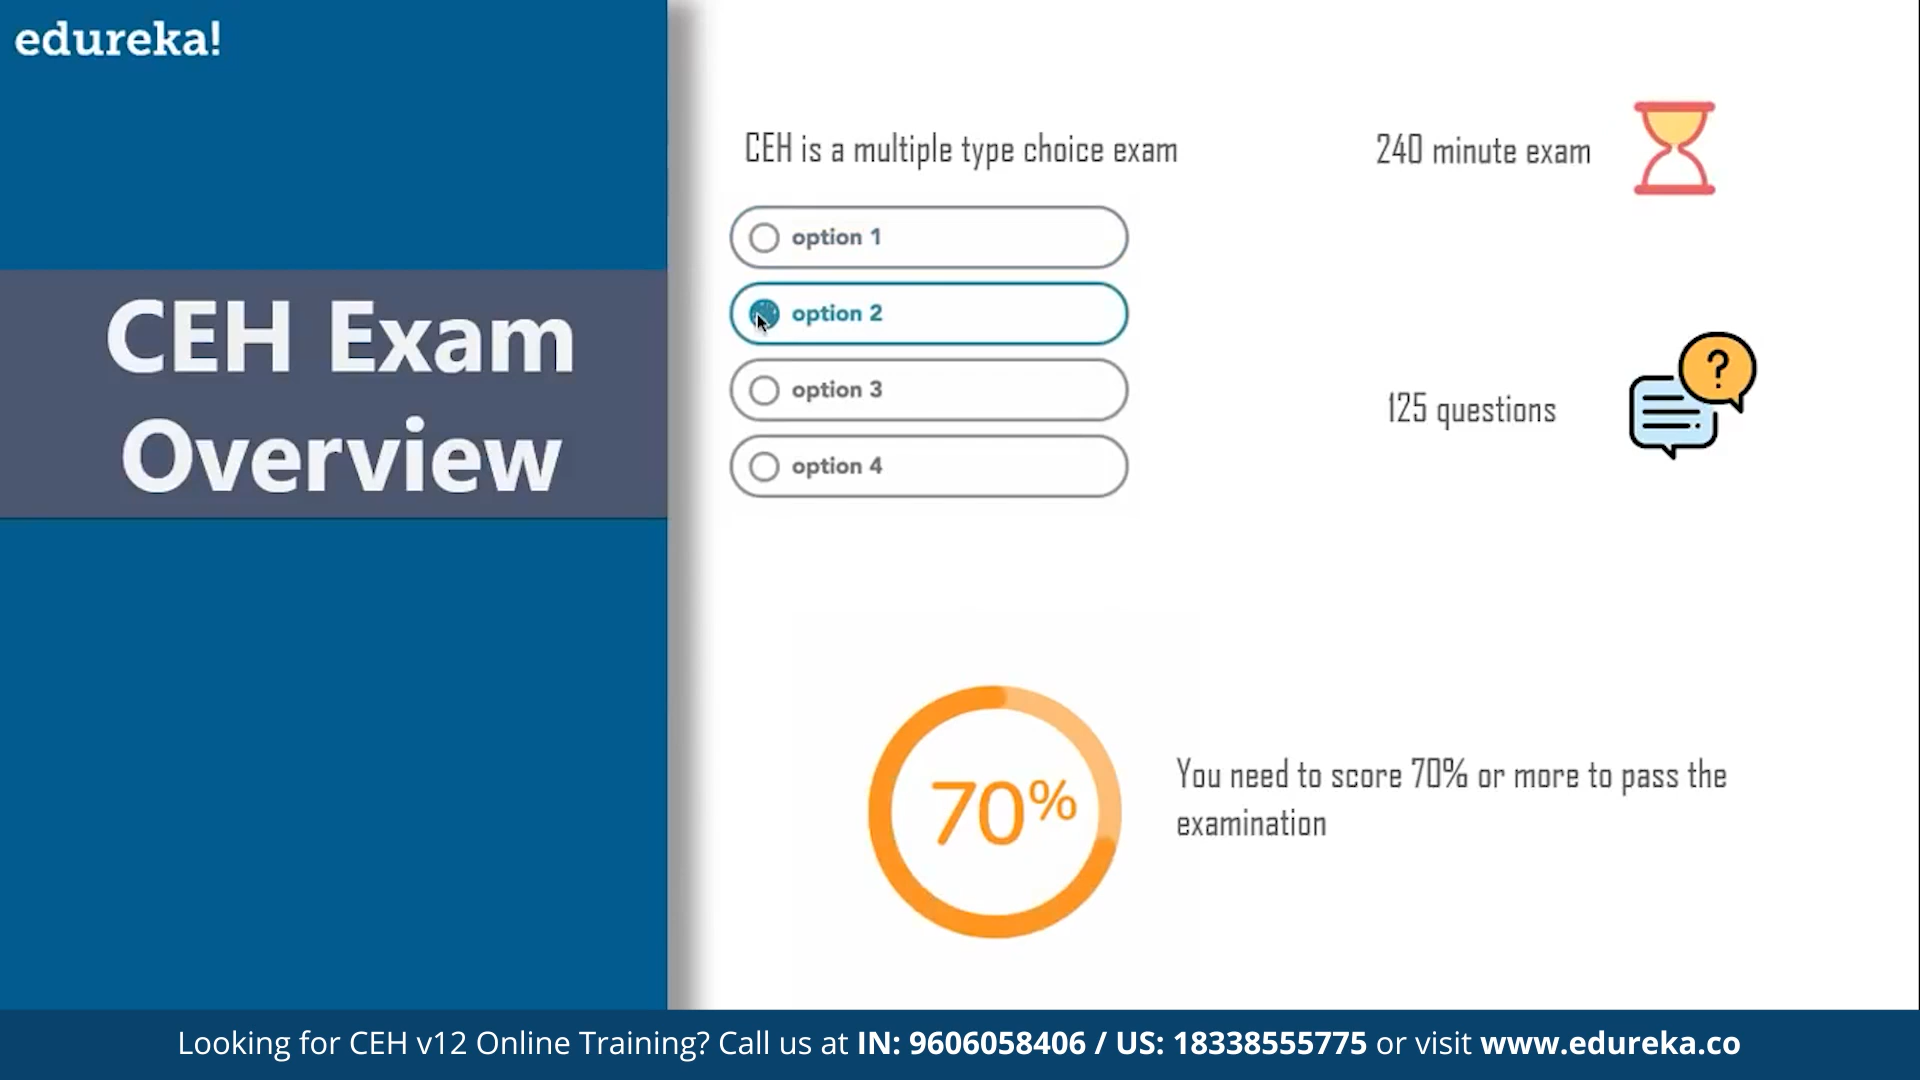 edureka!
CEH Exam
Overview
CEH is a multiple type choice exam
option 1
option 2
option 3
option 4
240 minute exam
?
125 questions
70%
You need to score 70% or more to pass the
examination
Looking for CEH v12 Online Training? Call us at IN: 9606058406 / US: 18338555775 or visit www.edureka.co